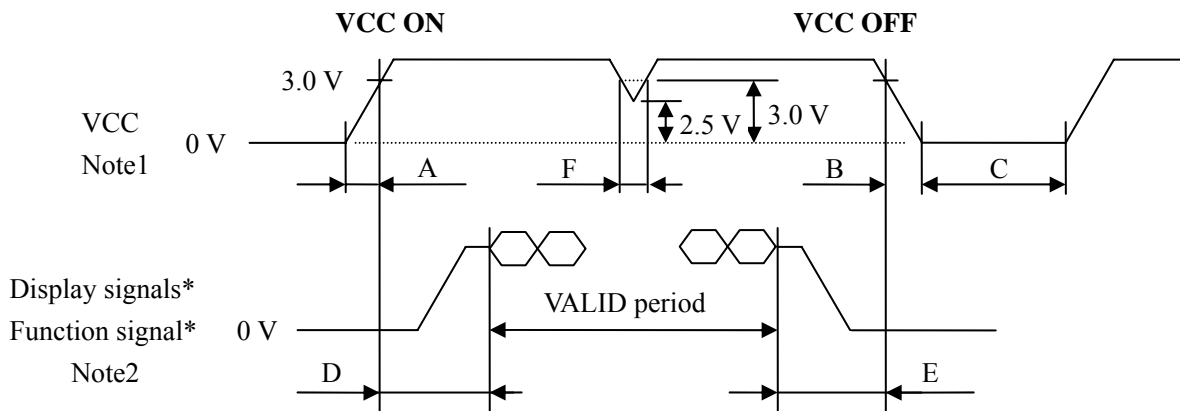 VCC ON
VCC OFF
3.0 V
2.5 V
3.0 V
VCC
Note1
0 V
A
F
B
C
Display signals*
Function signal*
Note2
0 V
VALID period
D
E